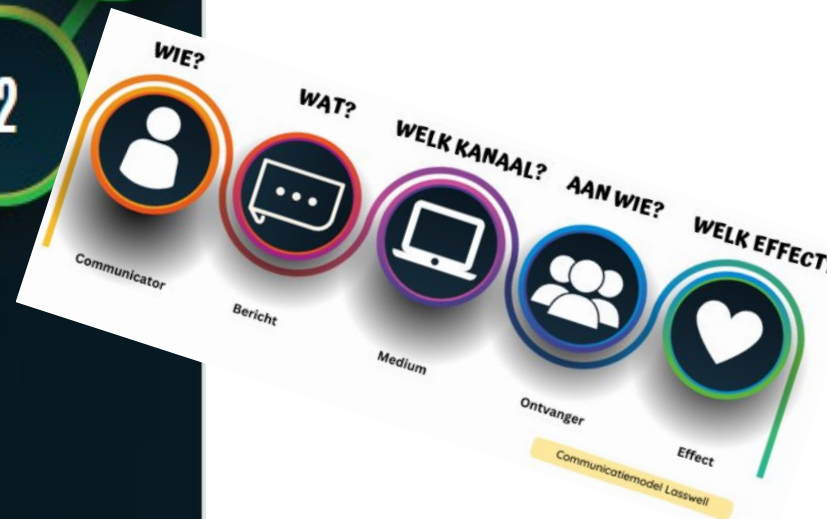 2
WIE?
WAT?
WELK KANAAL?
AAN WIE?
WELK EFFECT?
Communicator
Bericht
Medium
Ontvanger
Effect
Communicatiemodel Lasswell